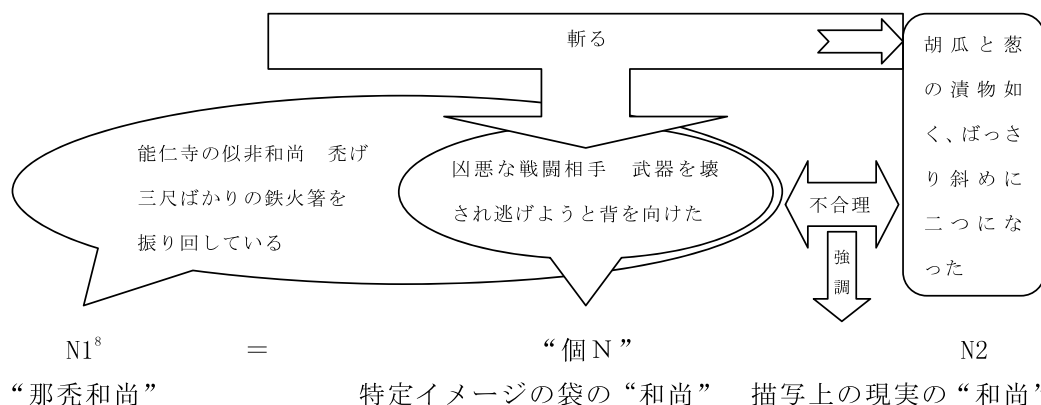 斬る
能仁寺の似非和尚 禿げ
三尺ばかりの鉄火箸を
振り回している
凶悪な戦闘相手 武器を壊
され逃げようと背を向けた
不合理
強調
胡瓜と葱
の漬物如
く、ばっさ
り斜めに
二つにな
った
N1⁸ = “個Ｎ” N2
“那禿和尚” 特定イメージの袋の“和尚” 描写上の現実の“和尚”